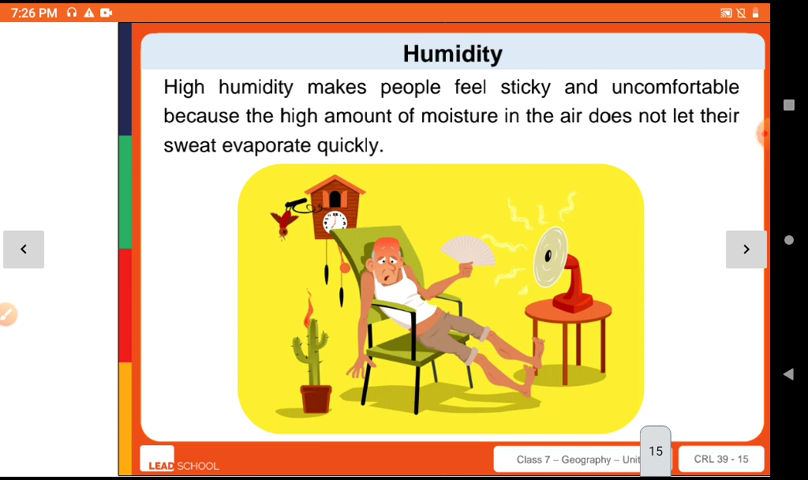 7:26 PM
Humidity
High humidity makes people feel sticky and uncomfortable
because the high amount of moisture in the air does not let their
sweat evaporate quickly.
LEAD SCHOOL
Class 7 – Geography – Unit
15
CRL 39 - 15